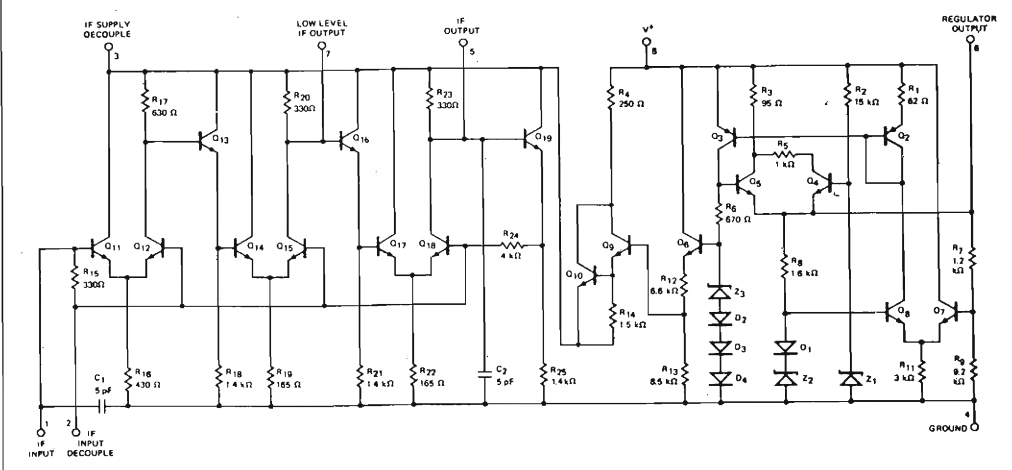 IF SUPPLY
DECOUPLE
3
LOW LEVEL
IF OUTPUT
7
IF
OUTPUT
5
V+
8
REGULATOR
OUTPUT
6
R17
630 Ω
R20
330Ω
R23
330Ω
R4
250 Ω
R3
95 Ω
R2
15 kΩ
R1
62 Ω
Q13
Q16
Q19
Q3
Q2
R5
1 kΩ
Q5
Q4
R6
670 Ω
Q11
Q12
Q14
Q15
Q17
Q18
R24
4 kΩ
Q9
Q6
Q10
R15
330Ω
R12
6.6 kΩ
R8
1.6 kΩ
R7
1.2
kΩ
Z3
D2
D3
D4
R14
1.5 kΩ
Q8
Q7
D1
Z2
Z1
R13
8.5 kΩ
R11
3 kΩ
R9
9.2
kΩ
C1
5 pF
R16
430 Ω
R18
1.4 kΩ
R19
165 Ω
R21
1.4 kΩ
R22
165 Ω
C2
5 pF
R25
1.4kΩ
1
IF
INPUT
2
IF
INPUT
DECOUPLE
4
GROUND